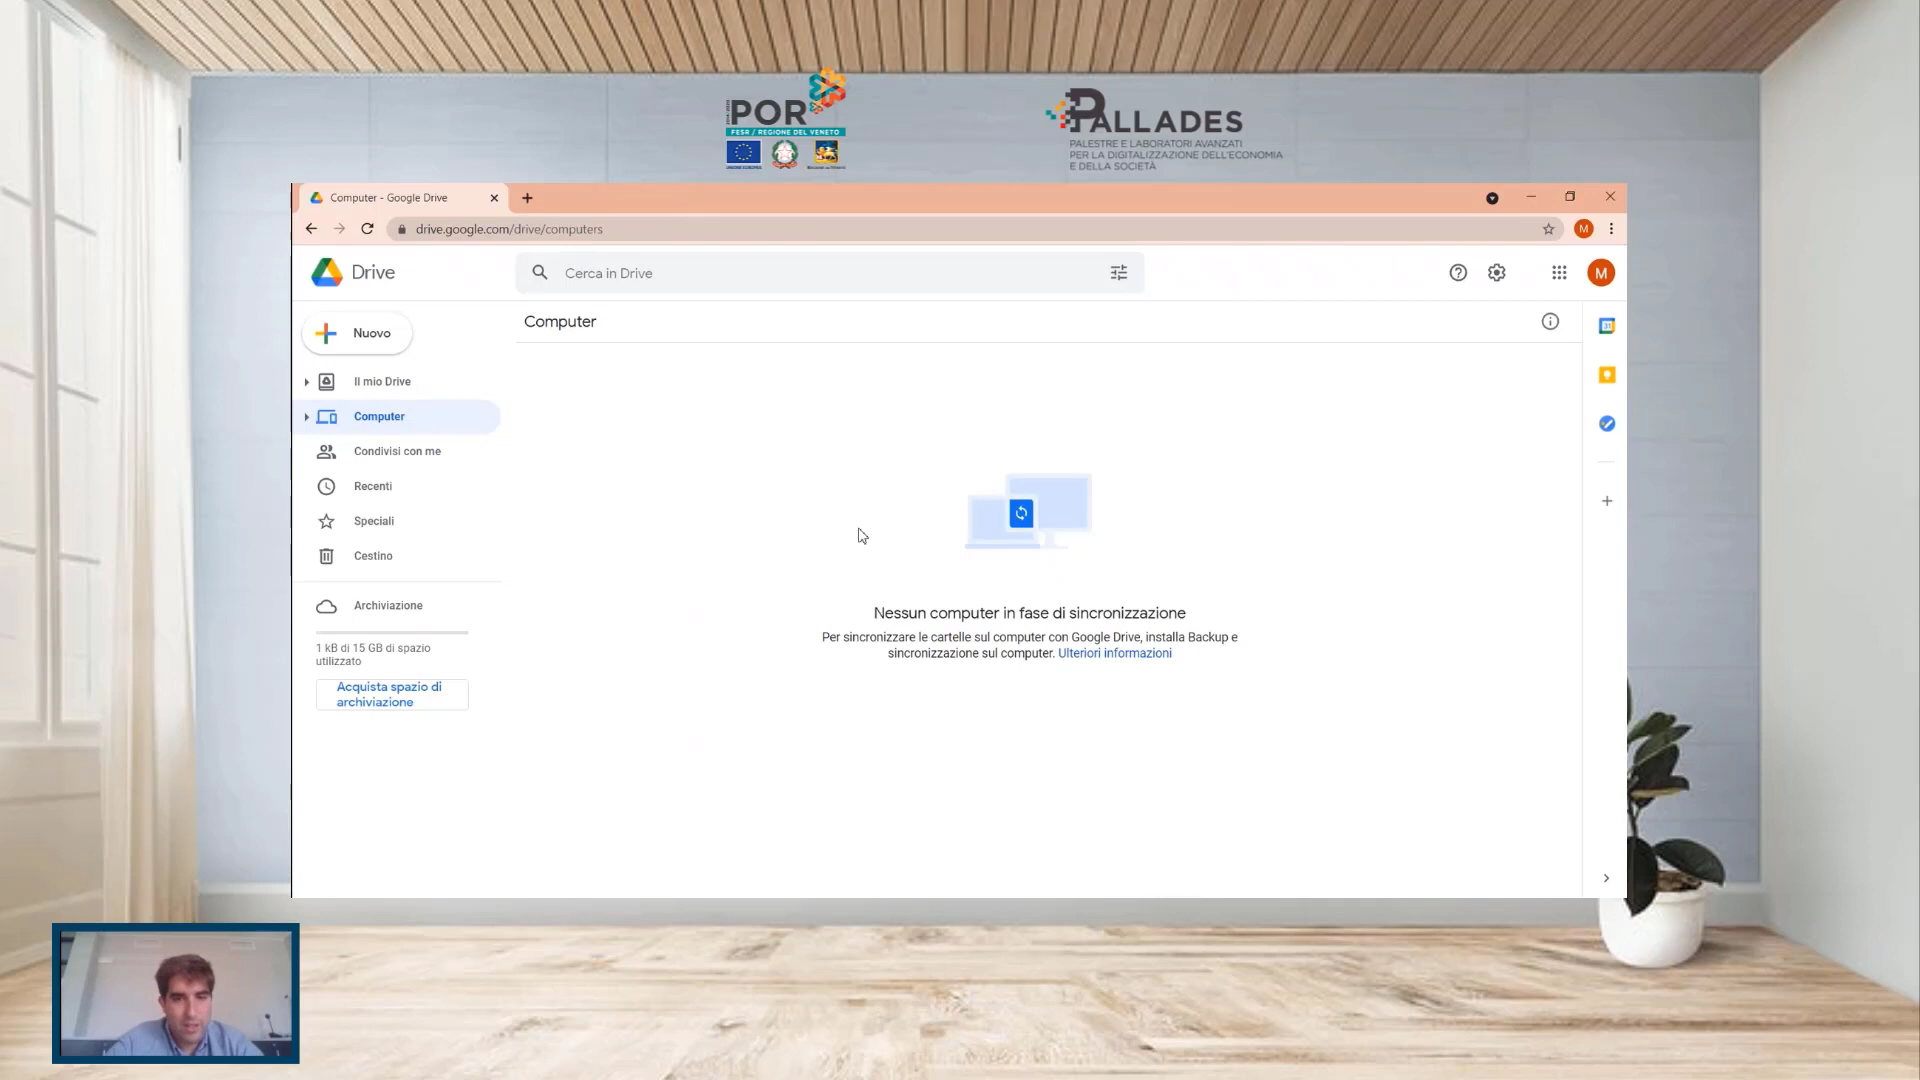 POR
FESR / REGIONE DEL VENETO
PALLADES
PALESTRE E LABORATORI AVANZATI
PER LA DIGITALIZZAZIONE DELL'ECONOMIA
E DELLA SOCIETÀ
Computer - Google Drive
drive.google.com/drive/computers
M
Drive
Cerca in Drive
M
Nuovo
Computer
Il mio Drive
Computer
Condivisi con me
Recenti
Speciali
Cestino
Archiviazione
1 kB di 15 GB di spazio
utilizzato
Acquista spazio di
archiviazione
Nessun computer in fase di sincronizzazione
Per sincronizzare le cartelle sul computer con Google Drive, installa Backup e
sincronizzazione sul computer. Ulteriori informazioni
31